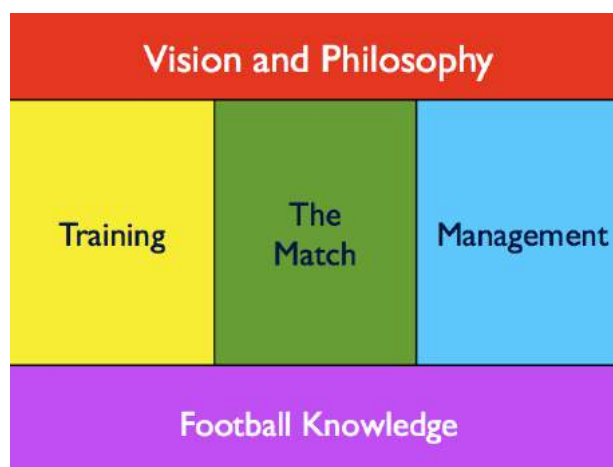 Vision and Philosophy
Training
The
Match
Management
Football Knowledge